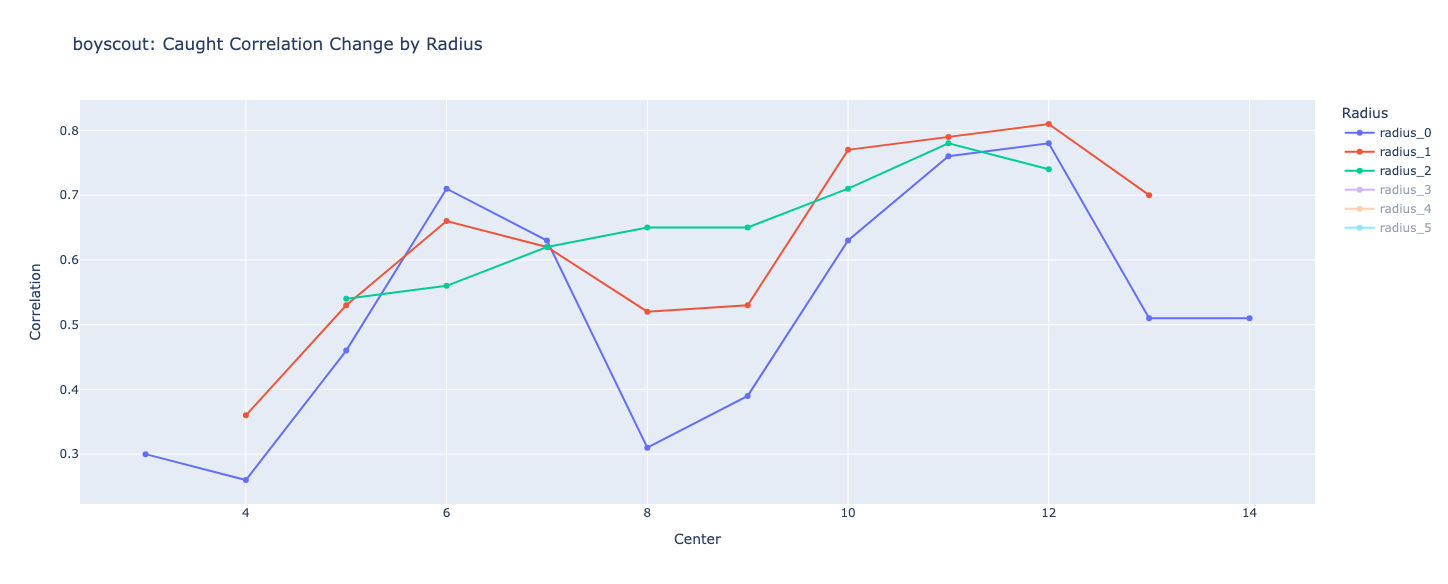 boyscout: Caught Correlation Change by Radius
Radius
radius_0
radius_1
radius_2
radius_3
radius_4
radius_5
Correlation
0.8
0.7
0.6
0.5
0.4
0.3
4 6 8 10 12 14
Center